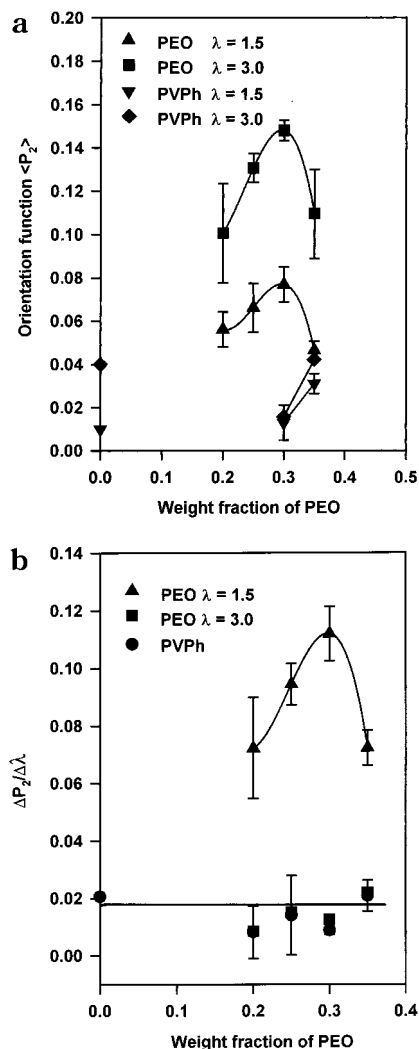 a
0.20
PEO λ = 1.5
0.18
PEO λ = 3.0
PVPh λ = 1.5
0.16
PVPh λ = 3.0
0.14
0.12
0.10
0.08
0.06
0.04
0.02
0.00
Orientation function <P₂>
0.0 0.1 0.2 0.3 0.4 0.5
Weight fraction of PEO
b
0.14
PEO λ = 1.5
0.12
PEO λ = 3.0
PVPh
0.10
0.08
0.06
0.04
0.02
0.00
ΔP₂/Δλ
0.0 0.1 0.2 0.3 0.4
Weight fraction of PEO